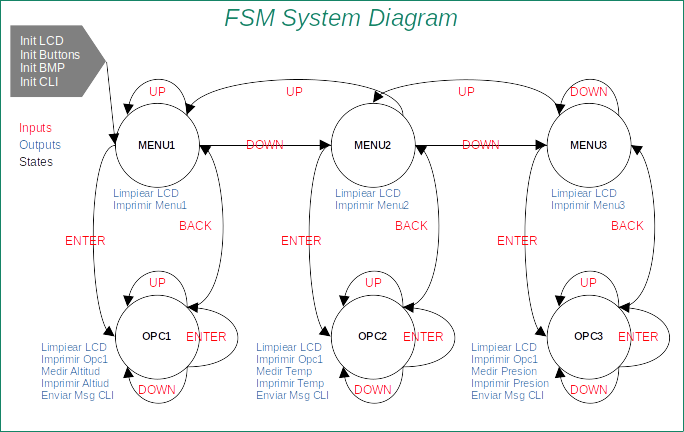 FSM System Diagram
Init LCD
Init Buttons
Init BMP
Init CLI
Inputs
Outputs
States
UP
UP
UP
DOWN
MENU1
DOWN
MENU2
DOWN
MENU3
Limpiear LCD
Imprimir Menu1
Limpiear LCD
Imprimir Menu2
Limpiear LCD
Imprimir Menu3
ENTER
BACK
ENTER
BACK
ENTER
BACK
UP
UP
UP
OPC1
ENTER
OPC2
ENTER
OPC3
ENTER
Limpiear LCD
Imprimir Opc1
Medir Altitud
Imprimir Altiud
Enviar Msg CLI
Limpiear LCD
Imprimir Opc1
Medir Temp
Imprimir Temp
Enviar Msg CLI
Limpiear LCD
Imprimir Opc1
Medir Presion
Imprimir Presion
Enviar Msg CLI
DOWN
DOWN
DOWN